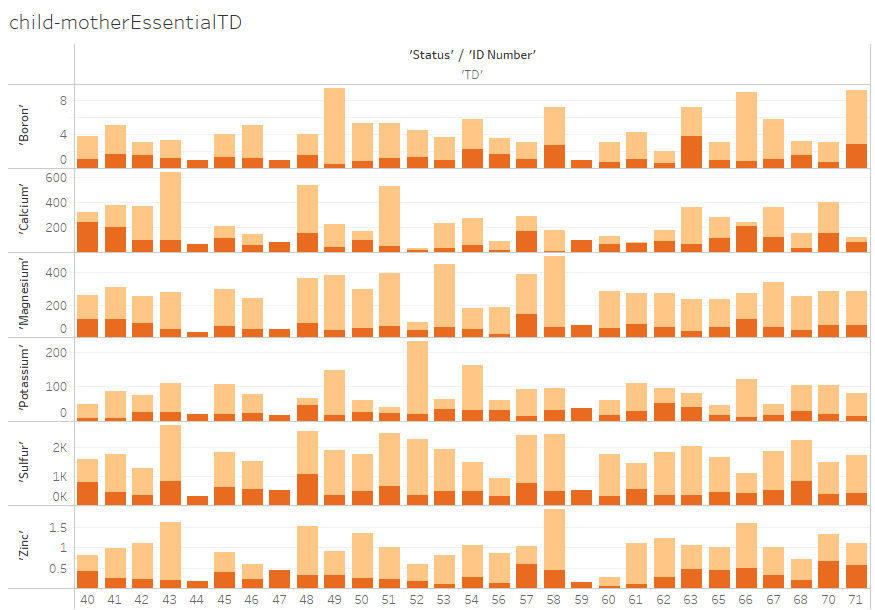 child-motherEssentialTD
'Status' / 'ID Number'
'TD'
'Boron'
8
4
0
'Calcium'
600
400
200
'Magnesium'
400
200
0
'Potassium'
200
100
0
'Sulfur'
2K
1K
0K
'Zinc'
1.5
1
0.5
40 41 42 43 44 45 46 47 48 49 50 51 52 53 54 56 57 58 59 60 61 62 63 65 66 67 68 70 71